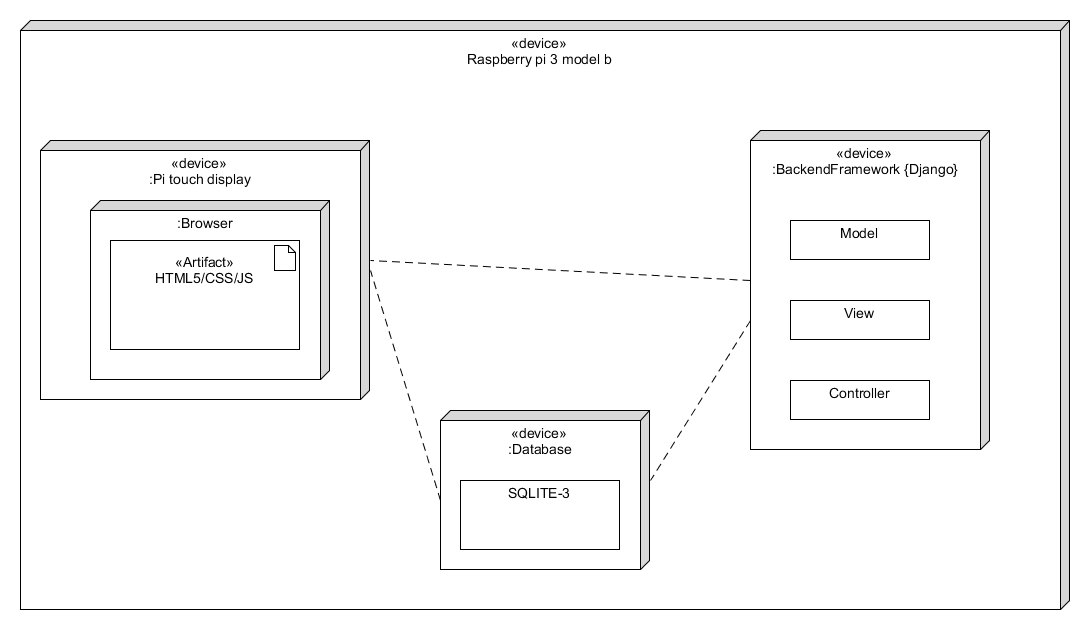 «device»
Raspberry pi 3 model b
«device»
:Pi touch display
:Browser
«Artifact»
HTML5/CSS/JS
«device»
:BackendFramework {Django}
Model
View
Controller
«device»
:Database
SQLITE-3